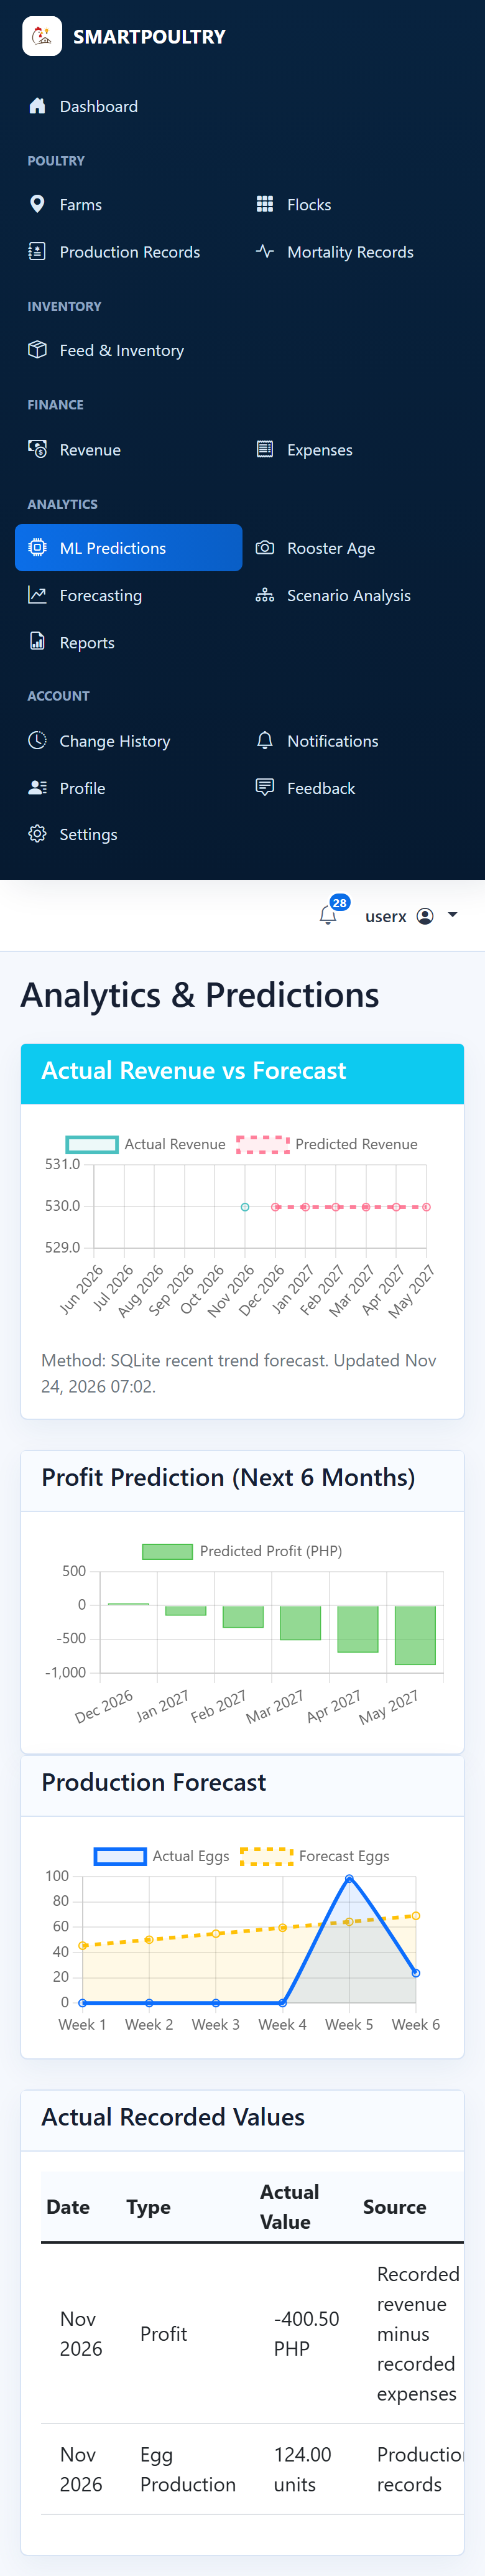 SMARTPOULTRY
Dashboard
POULTRY
Farms
Flocks
Production Records
Mortality Records
INVENTORY
Feed & Inventory
FINANCE
Revenue
Expenses
ANALYTICS
ML Predictions
Rooster Age
Forecasting
Scenario Analysis
Reports
ACCOUNT
Change History
Notifications
Profile
Feedback
Settings
28
userx
Analytics & Predictions
Actual Revenue vs Forecast
Actual Revenue
Predicted Revenue
531.0
530.0
529.0
Jun 2026
Jul 2026
Aug 2026
Sep 2026
Oct 2026
Nov 2026
Dec 2026
Jan 2027
Feb 2027
Mar 2027
Apr 2027
May 2027
Method: SQLite recent trend forecast. Updated Nov
24, 2026 07:02.
Profit Prediction (Next 6 Months)
Predicted Profit (PHP)
500
0
-500
-1,000
Dec 2026
Jan 2027
Feb 2027
Mar 2027
Apr 2027
May 2027
Production Forecast
Actual Eggs
Forecast Eggs
100
80
60
40
20
0
Week 1
Week 2
Week 3
Week 4
Week 5
Week 6
Actual Recorded Values
Date
Type
Actual
Value
Source
Nov
2026
Profit
-400.50
PHP
Recorded
revenue
minus
recorded
expenses
Nov
2026
Egg
Production
124.00
units
Production
records